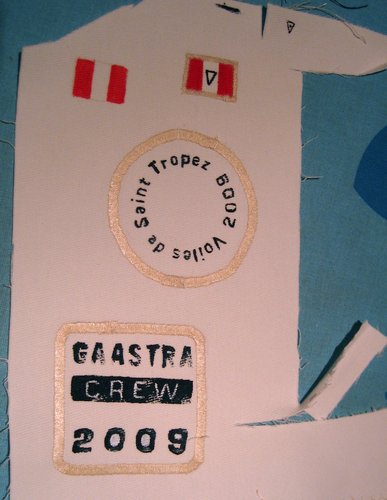 Voiles de Saint Tropez 2009
GAASTRA
CREW
2009